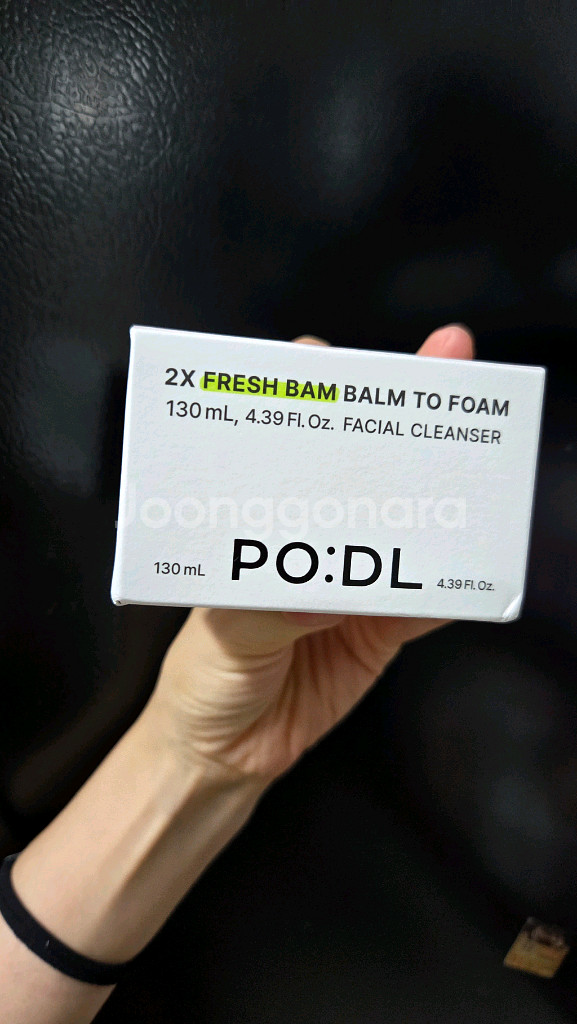 2X FRESH BAM BALM TO FOAM
130 mL, 4.39 Fl. Oz. FACIAL CLEANSER
Joonggonara
130 mL PO:DL 4.39 Fl. Oz.